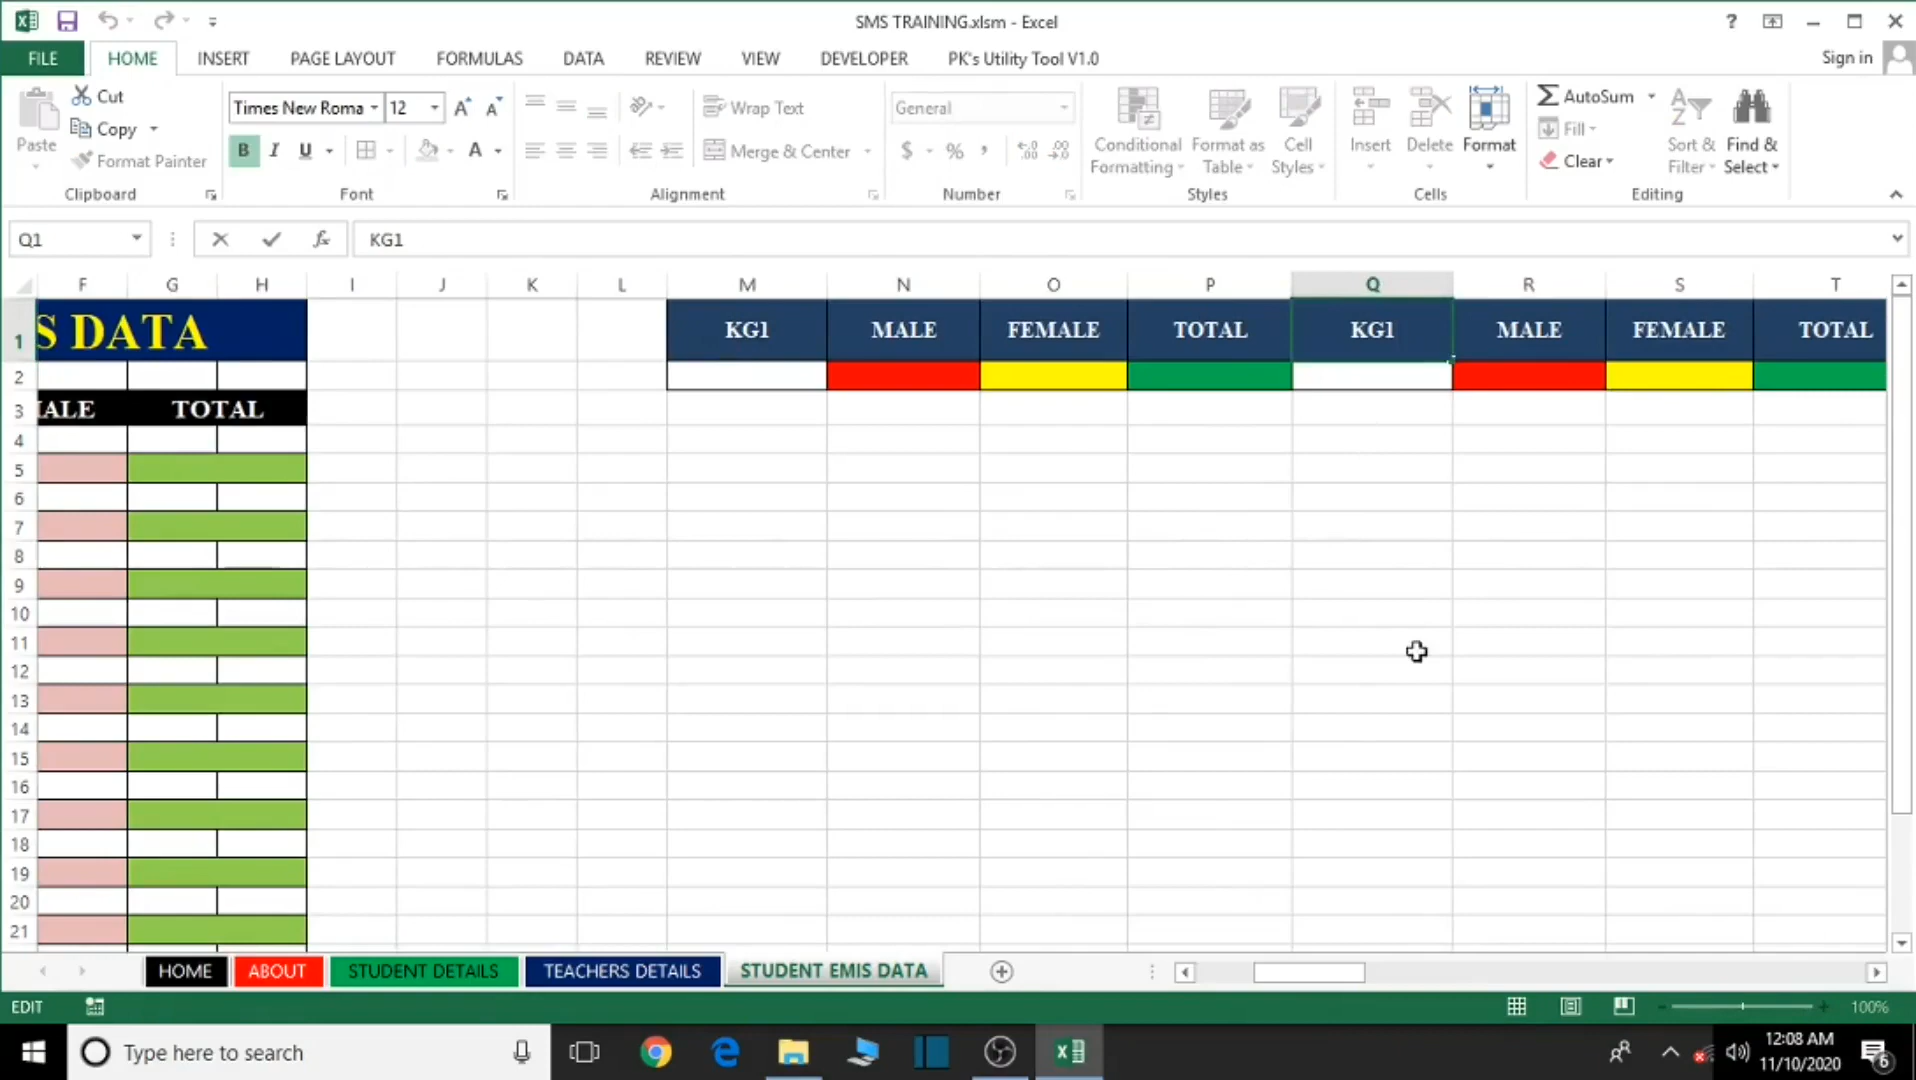 SMS TRAINING.xlsm - Excel
?
FILE HOME INSERT PAGE LAYOUT FORMULAS DATA REVIEW VIEW DEVELOPER PK's Utility Tool V1.0 Sign in
Paste
Cut
Copy
Format Painter
Clipboard
Times New Roma 12
B I U A
Font
Wrap Text
Merge & Center
Alignment
General
$ % ,
Number
Conditional Formatting
Format as Table
Cell Styles
Styles
Insert Delete Format
Cells
AutoSum
Fill
Clear
Sort & Filter
Find & Select
Editing
Q1 fx KG1
F G H I J K L M N O P Q R S T
1 S DATA KG1 MALE FEMALE TOTAL KG1 MALE FEMALE TOTAL
2
3 MALE TOTAL
4
5
6
7
8
9
10
11
12
13
14
15
16
17
18
19
20
21
HOME ABOUT STUDENT DETAILS TEACHERS DETAILS STUDENT EMIS DATA
EDIT 100%
Type here to search
12:08 AM
11/10/2020
6